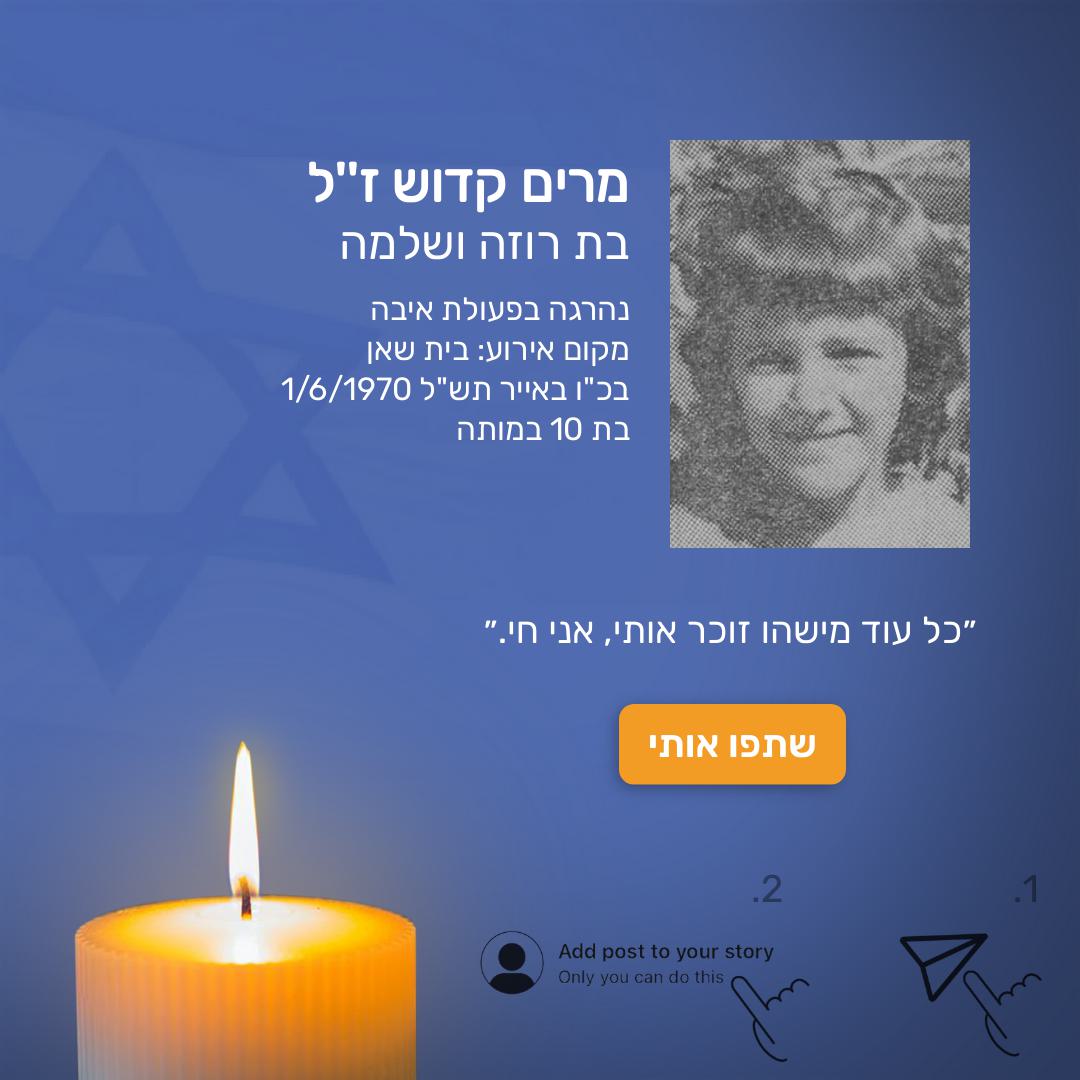 מרים קדוש ז"ל
בת רוזה ושלמה
נהרגה בפעולת איבה
מקום אירוע: בית שאן
בכ"ו באייר תש"ל 1/6/1970
בת 10 במותה
״כל עוד מישהו זוכר אותי, אני חי.״
שתפו אותי
1.
2.
Add post to your story
Only you can do this